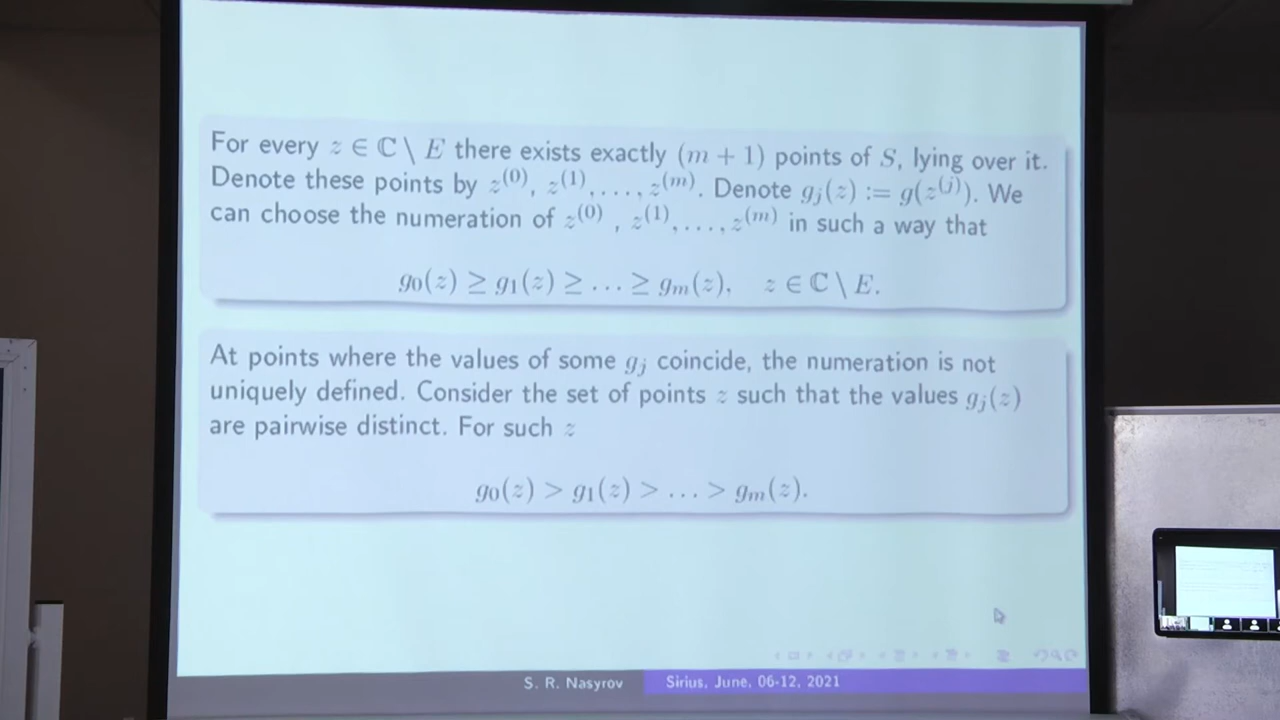 For every z ∈ ℂ \ E there exists exactly (m + 1) points of S, lying over it.
Denote these points by z^(0), z^(1), . . . , z^(m). Denote g_j(z) := g(z^(j)). We
can choose the numeration of z^(0) , z^(1), . . . , z^(m) in such a way that
g_0(z) ≥ g_1(z) ≥ . . . ≥ g_m(z), z ∈ ℂ \ E.
At points where the values of some g_j coincide, the numeration is not
uniquely defined. Consider the set of points z such that the values g_j(z)
are pairwise distinct. For such z
g_0(z) > g_1(z) > . . . > g_m(z).
S. R. Nasyrov Sirius, June, 06-12, 2021